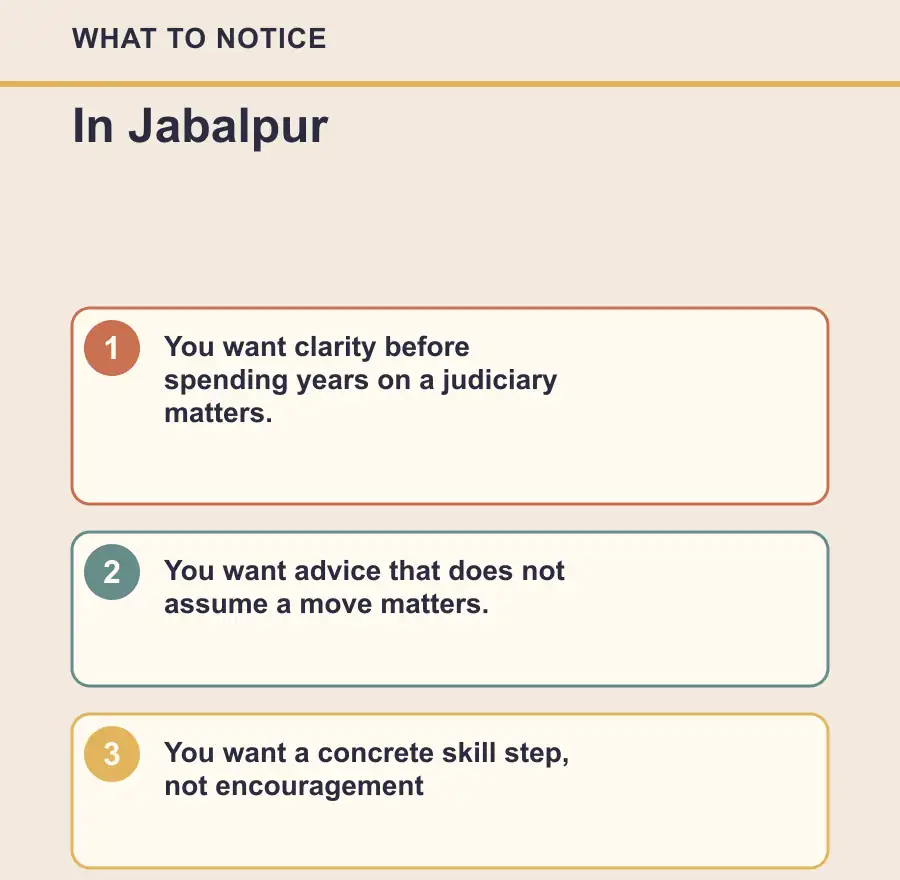 WHAT TO NOTICE
In Jabalpur
1
You want clarity before
spending years on a judiciary
matters.
2
You want advice that does not
assume a move matters.
3
You want a concrete skill step,
not encouragement